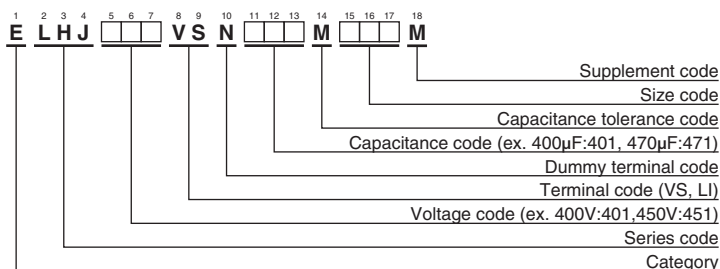 1 2 3 4 5 6 7 8 9 10 11 12 13 14 15 16 17 18
E L H J V S N M M
Supplement code
Size code
Capacitance tolerance code
Capacitance code (ex. 400µF:401, 470µF:471)
Dummy terminal code
Terminal code (VS, LI)
Voltage code (ex. 400V:401,450V:451)
Series code
Category